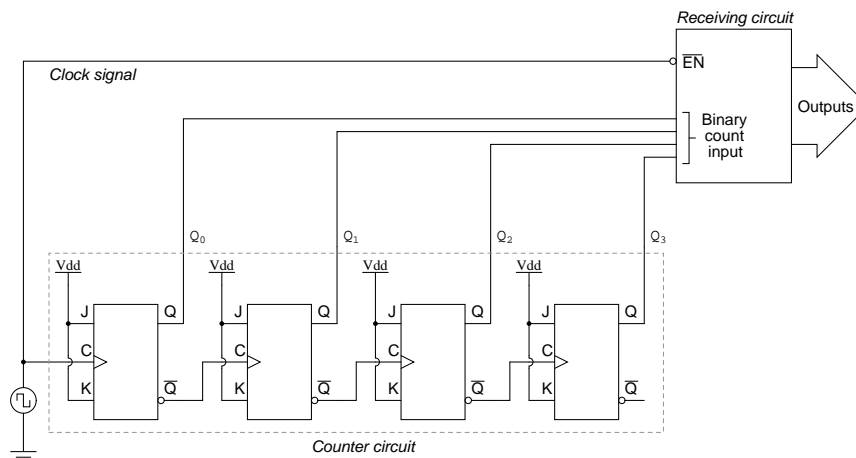 Receiving circuit
Clock signal
EN
Binary
count
input
Outputs
Q0 Q1 Q2 Q3
Vdd Vdd Vdd Vdd
J Q J Q J Q J Q
C C C C
K Q K Q K Q K Q
Counter circuit